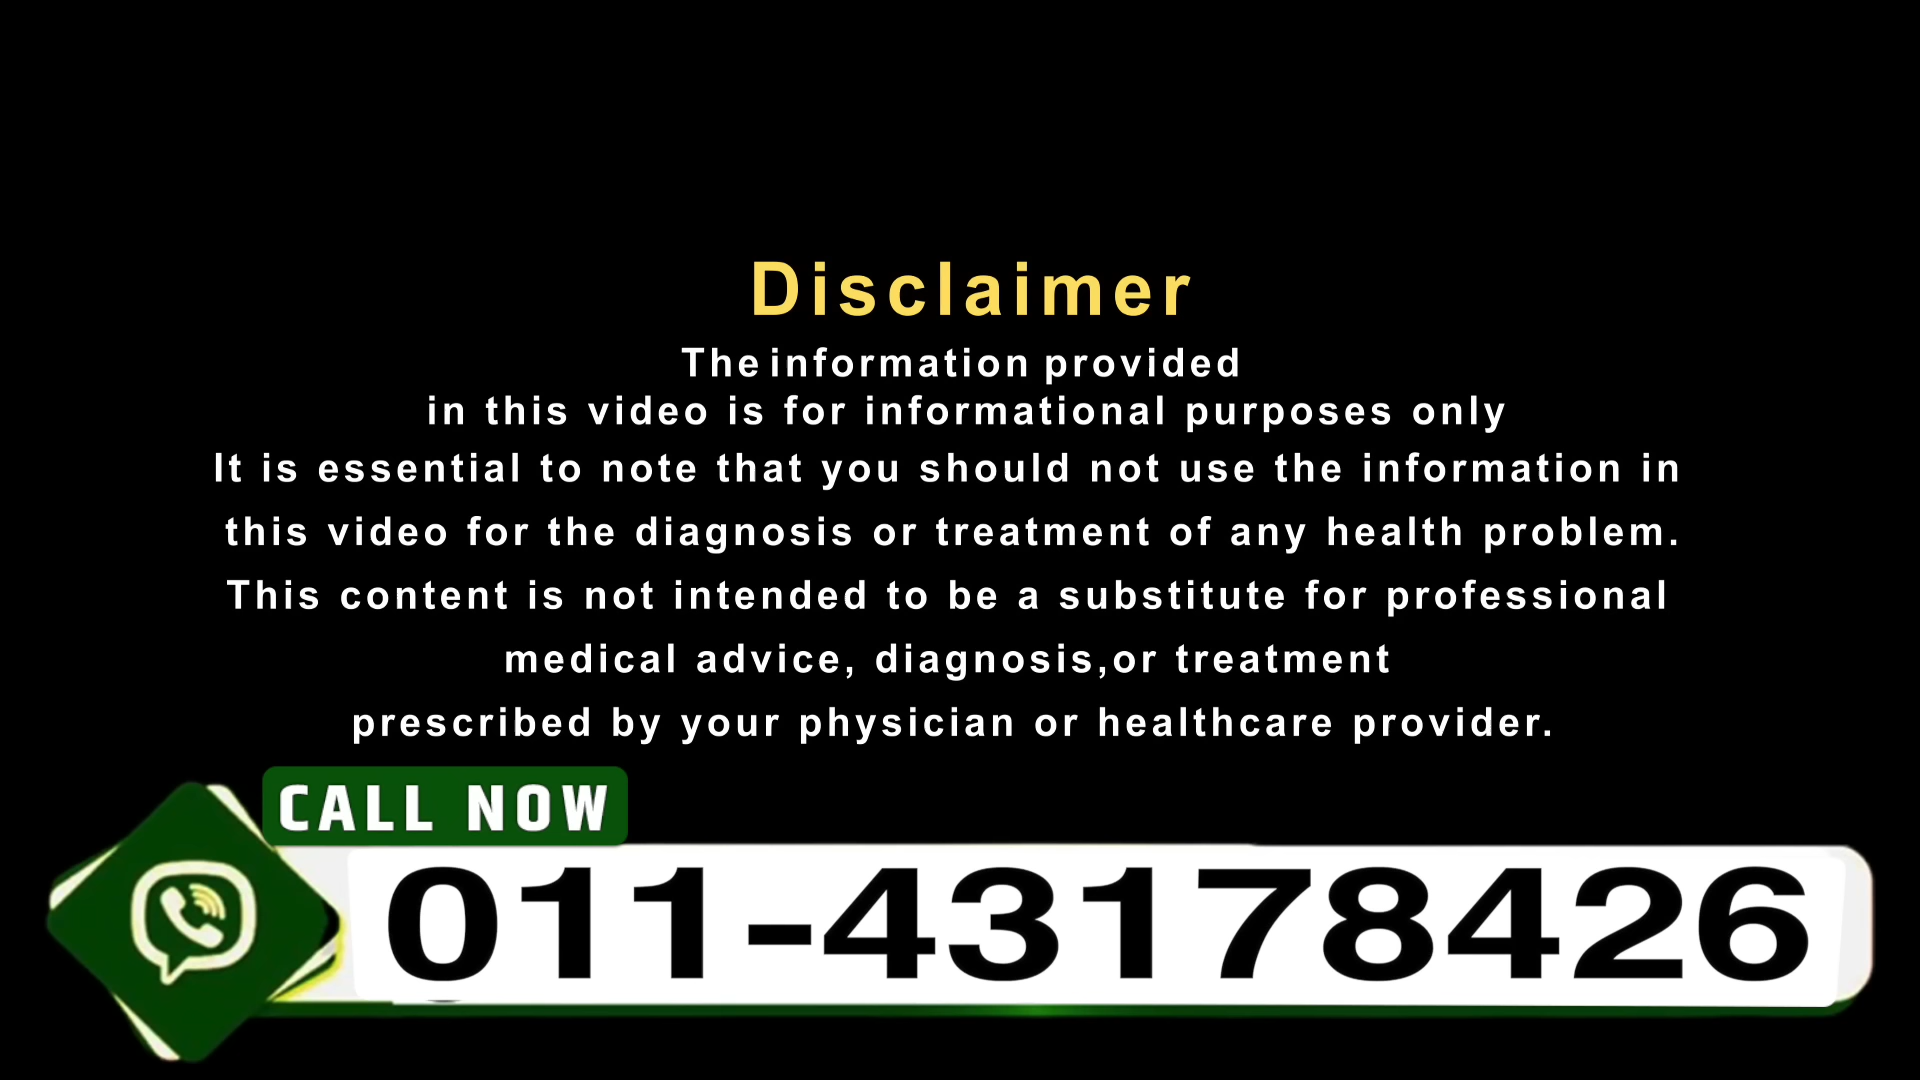 Disclaimer
The information provided
in this video is for informational purposes only
It is essential to note that you should not use the information in
this video for the diagnosis or treatment of any health problem.
This content is not intended to be a substitute for professional
medical advice, diagnosis,or treatment
prescribed by your physician or healthcare provider.
CALL NOW
011-43178426